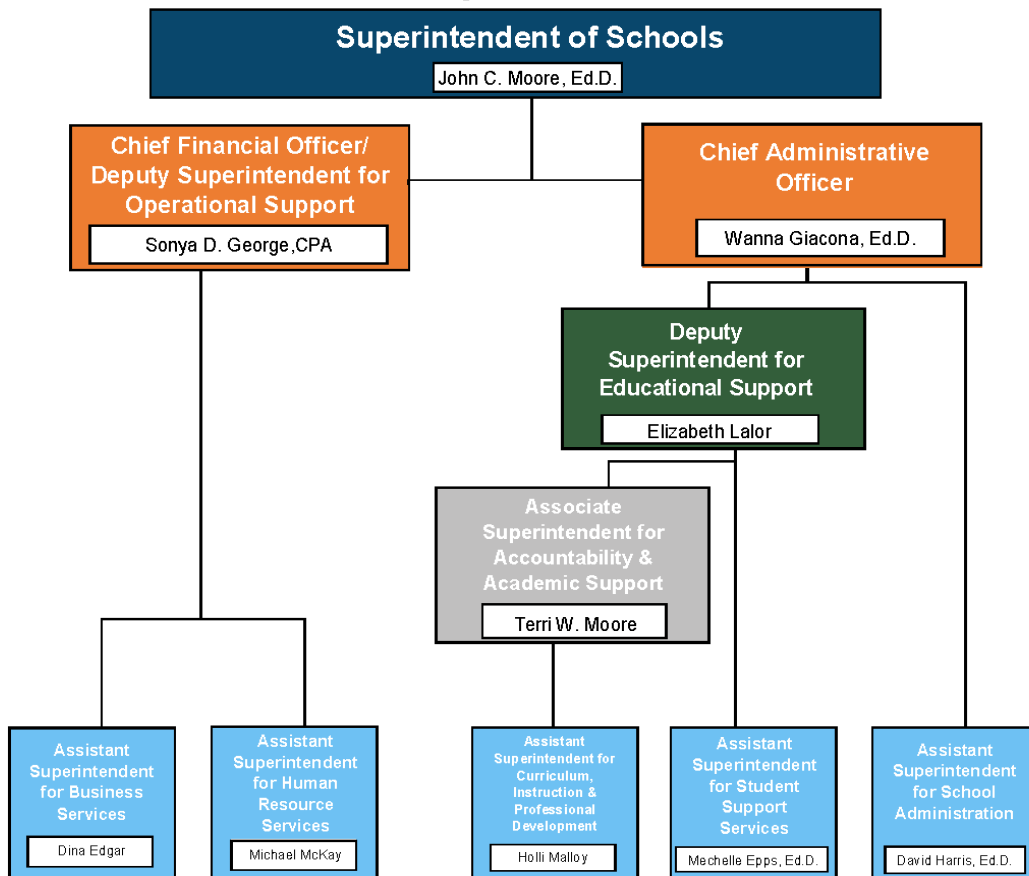 Superintendent of Schools
John C. Moore, Ed.D.
Chief Financial Officer/
Deputy Superintendent for
Operational Support
Sonya D. George,CPA
Chief Administrative
Officer
Wanna Giacona, Ed.D.
Deputy
Superintendent for
Educational Support
Elizabeth Lalor
Associate
Superintendent for
Accountability &
Academic Support
Terri W. Moore
Assistant
Superintendent
for Business
Services
Dina Edgar
Assistant
Superintendent
for Human
Resource
Services
Michael McKay
Assistant
Superintendent for
Curriculum,
Instruction &
Professional
Development
Holli Malloy
Assistant
Superintendent
for Student
Support
Services
Mechelle Epps, Ed.D.
Assistant
Superintendent
for School
Administration
David Harris, Ed.D.